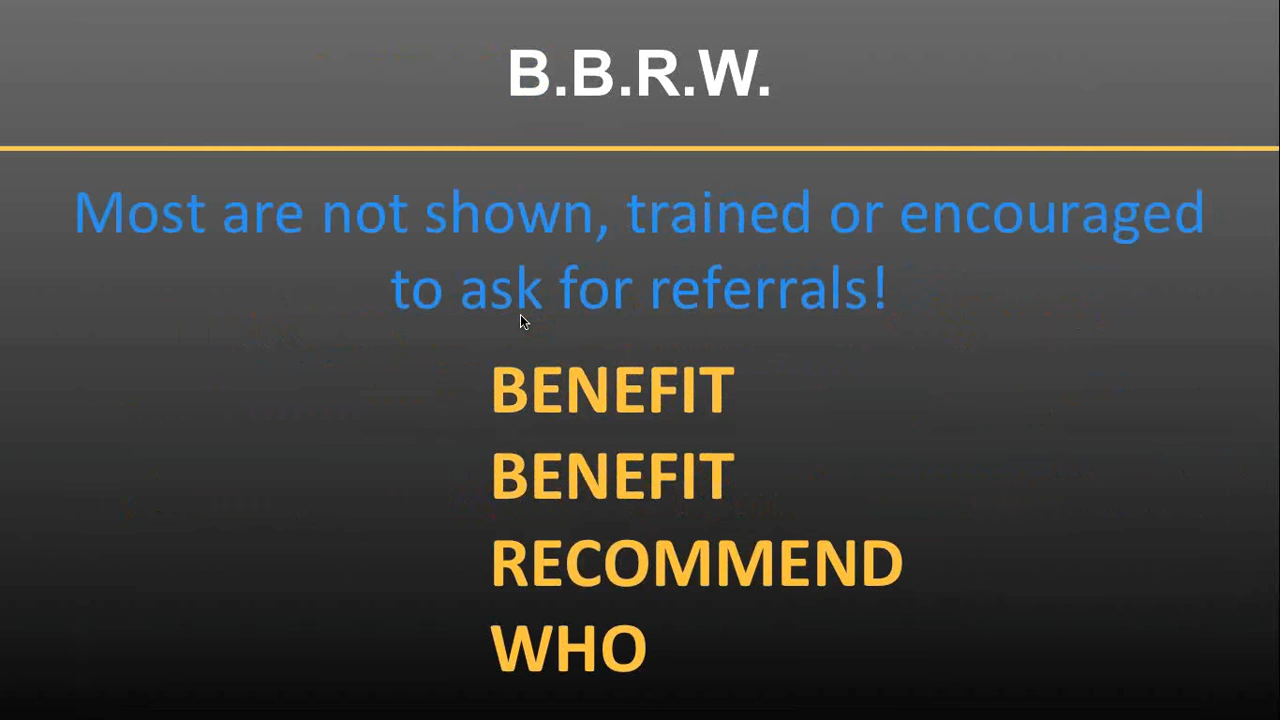 B.B.R.W.
Most are not shown, trained or encouraged
to ask for referrals!
BENEFIT
BENEFIT
RECOMMEND
WHO